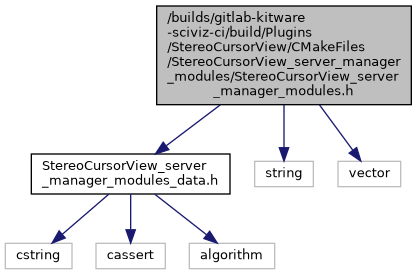 /builds/gitlab-kitware
-sciviz-ci/build/Plugins
/StereoCursorView/CMakeFiles
/StereoCursorView_server_manager
_modules/StereoCursorView_server
_manager_modules.h
StereoCursorView_server
_manager_modules_data.h
string
vector
cstring
cassert
algorithm